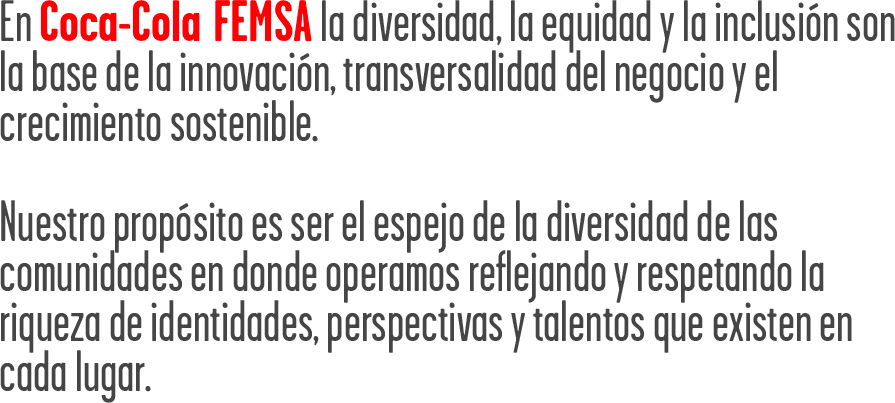 En Coca-Cola FEMSA la diversidad, la equidad y la inclusión son
la base de la innovación, transversalidad del negocio y el
crecimiento sostenible.
Nuestro propósito es ser el espejo de la diversidad de las
comunidades en donde operamos reflejando y respetando la
riqueza de identidades, perspectivas y talentos que existen en
cada lugar.